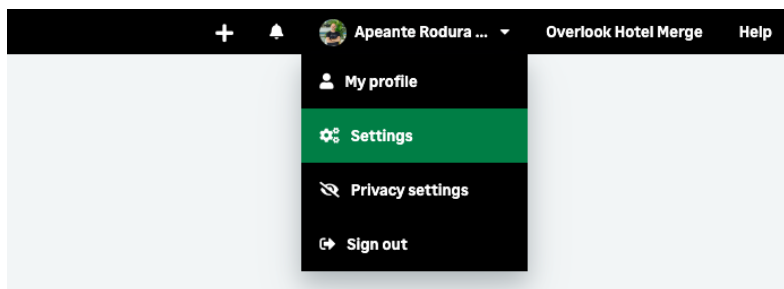 Apeante Rodura ... Overlook Hotel Merge Help
My profile
Settings
Privacy settings
Sign out